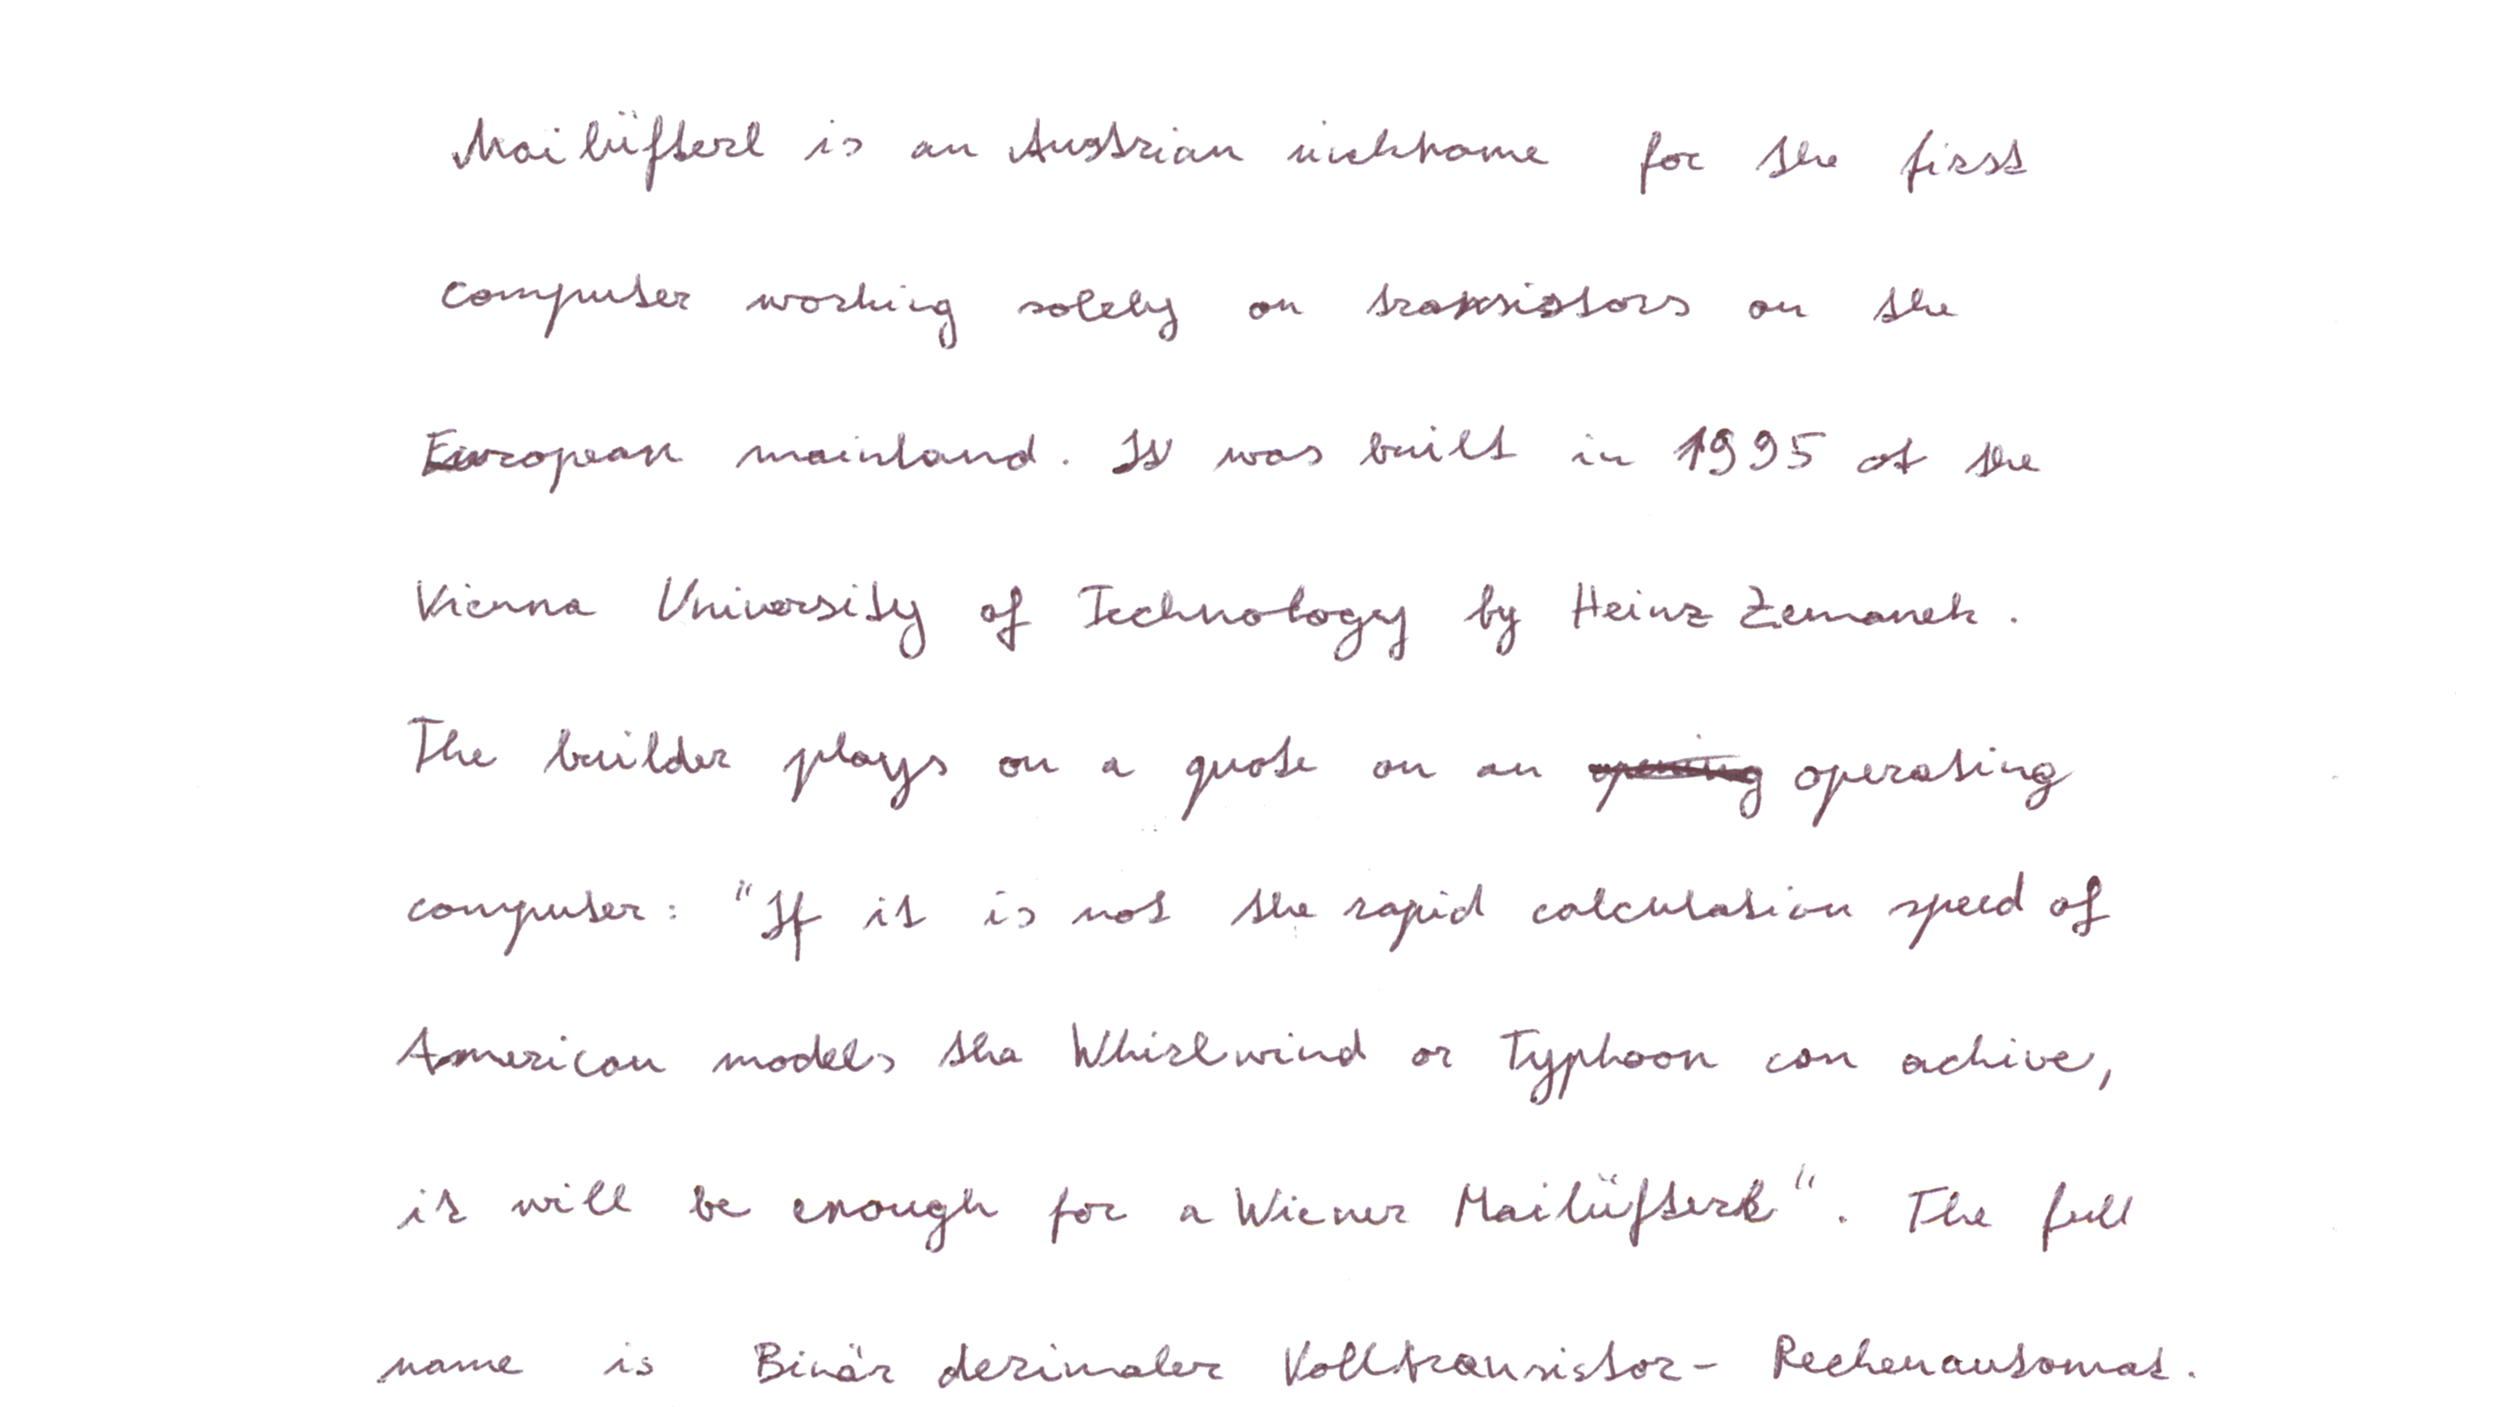 Mailüfterl is an Austrian nickname for the first
computer working solely on transistors on the
European mainland. It was built in 1995 at the
Vienna University of Technology by Heinz Zemanek.
The builder plays on a quote on an operating
computer: "If it is not the rapid calculation speed of
American models tha Whirlwind or Typhoon can achive,
it will be enough for a Wiener Mailüfterl". The full
name is Binär dezimaler Volltransistor- Rechenautomat.